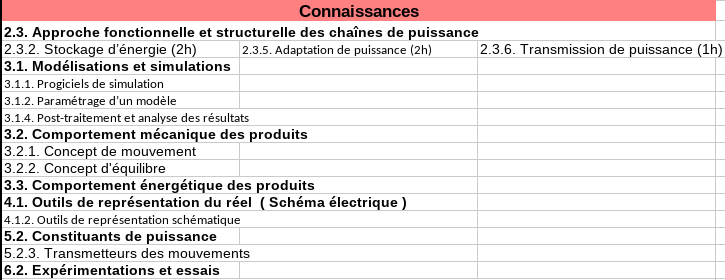 Connaissances
2.3. Approche fonctionnelle et structurelle des chaînes de puissance
2.3.2. Stockage d'énergie (2h) 2.3.5. Adaptation de puissance (2h) 2.3.6. Transmission de puissance (1h)
3.1. Modélisations et simulations
3.1.1. Progiciels de simulation
3.1.2. Paramétrage d'un modèle
3.1.4. Post-traitement et analyse des résultats
3.2. Comportement mécanique des produits
3.2.1. Concept de mouvement
3.2.2. Concept d'équilibre
3.3. Comportement énergétique des produits
4.1. Outils de représentation du réel ( Schéma électrique )
4.1.2. Outils de représentation schématique
5.2. Constituants de puissance
5.2.3. Transmetteurs des mouvements
6.2. Expérimentations et essais